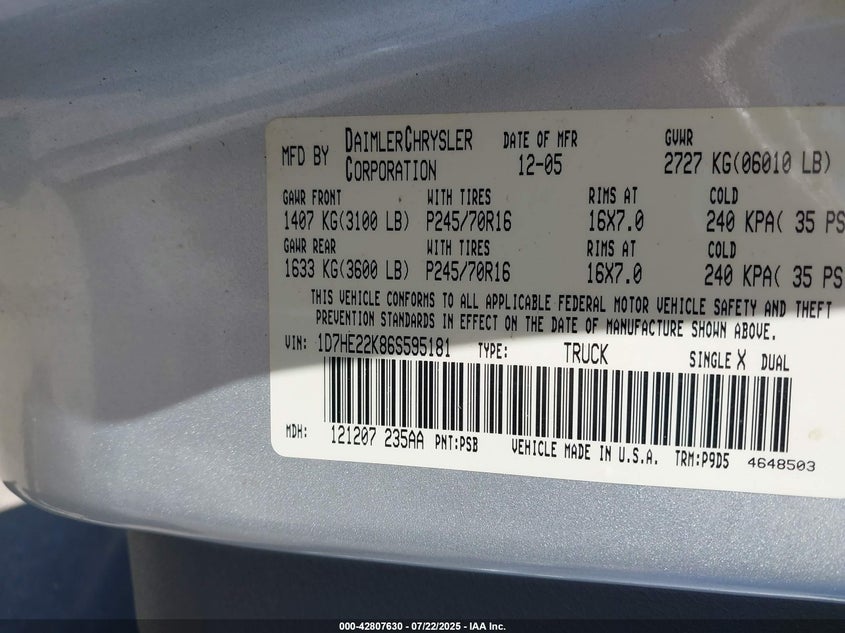 MFD BY DAIMLERCHRYSLER CORPORATION DATE OF MFR 12-05 GVWR 2727 KG(06010 LB)
GAWR FRONT WITH TIRES RIMS AT COLD
1407 KG(3100 LB) P245/70R16 16X7.0 240 KPA( 35 PS
GAWR REAR WITH TIRES RIMS AT COLD
1633 KG(3600 LB) P245/70R16 16X7.0 240 KPA( 35 PS
THIS VEHICLE CONFORMS TO ALL APPLICABLE FEDERAL MOTOR VEHICLE SAFETY AND THEFT
PREVENTION STANDARDS IN EFFECT ON THE DATE OF MANUFACTURE SHOWN ABOVE.
VIN: 1D7HE22K86S595181 TYPE: TRUCK SINGLE X DUAL
MDH: 121207 235AA PNT:PSB VEHICLE MADE IN U.S.A. TRM:P9D5 4648503
000-42807630 - 07/22/2025 - IAA Inc.